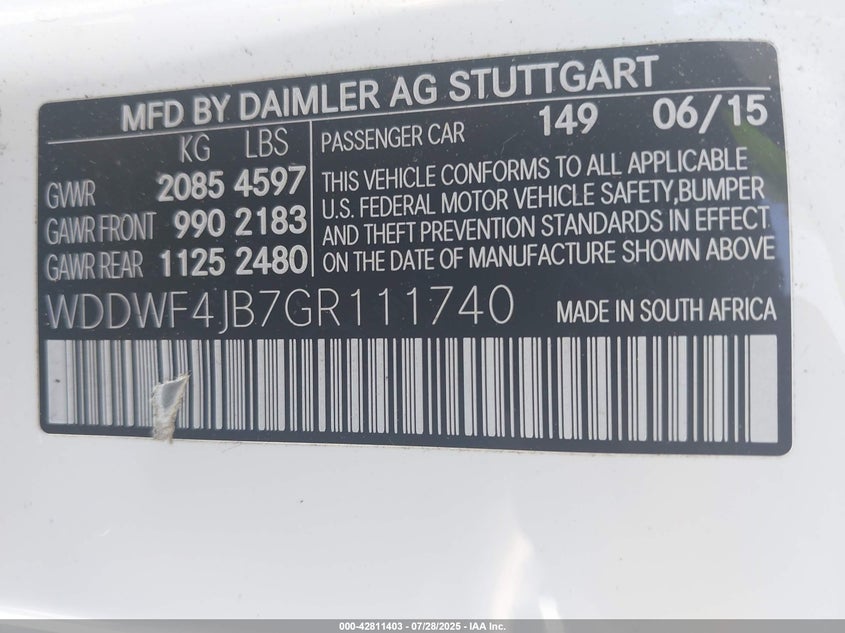 MFD BY DAIMLER AG STUTTGART
KG LBS
GVWR 2085 4597
GAWR FRONT 990 2183
GAWR REAR 1125 2480
PASSENGER CAR 149 06/15
THIS VEHICLE CONFORMS TO ALL APPLICABLE
U.S. FEDERAL MOTOR VEHICLE SAFETY,BUMPER
AND THEFT PREVENTION STANDARDS IN EFFECT
ON THE DATE OF MANUFACTURE SHOWN ABOVE
WDDWF4JB7GR111740 MADE IN SOUTH AFRICA
000-42811403 | 07/28/2025 - IAA Inc.